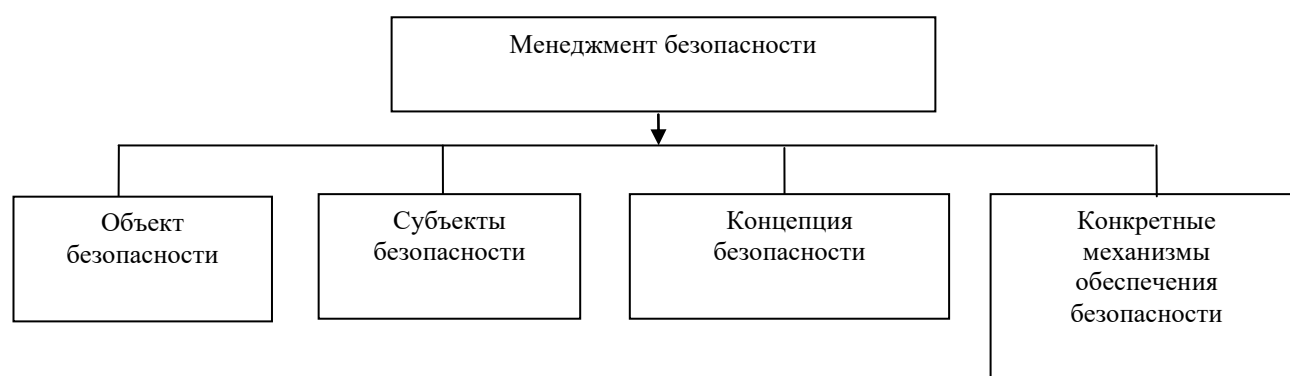 Менеджмент безопасности
Объект
безопасности
Субъекты
безопасности
Концепция
безопасности
Конкретные
механизмы
обеспечения
безопасности